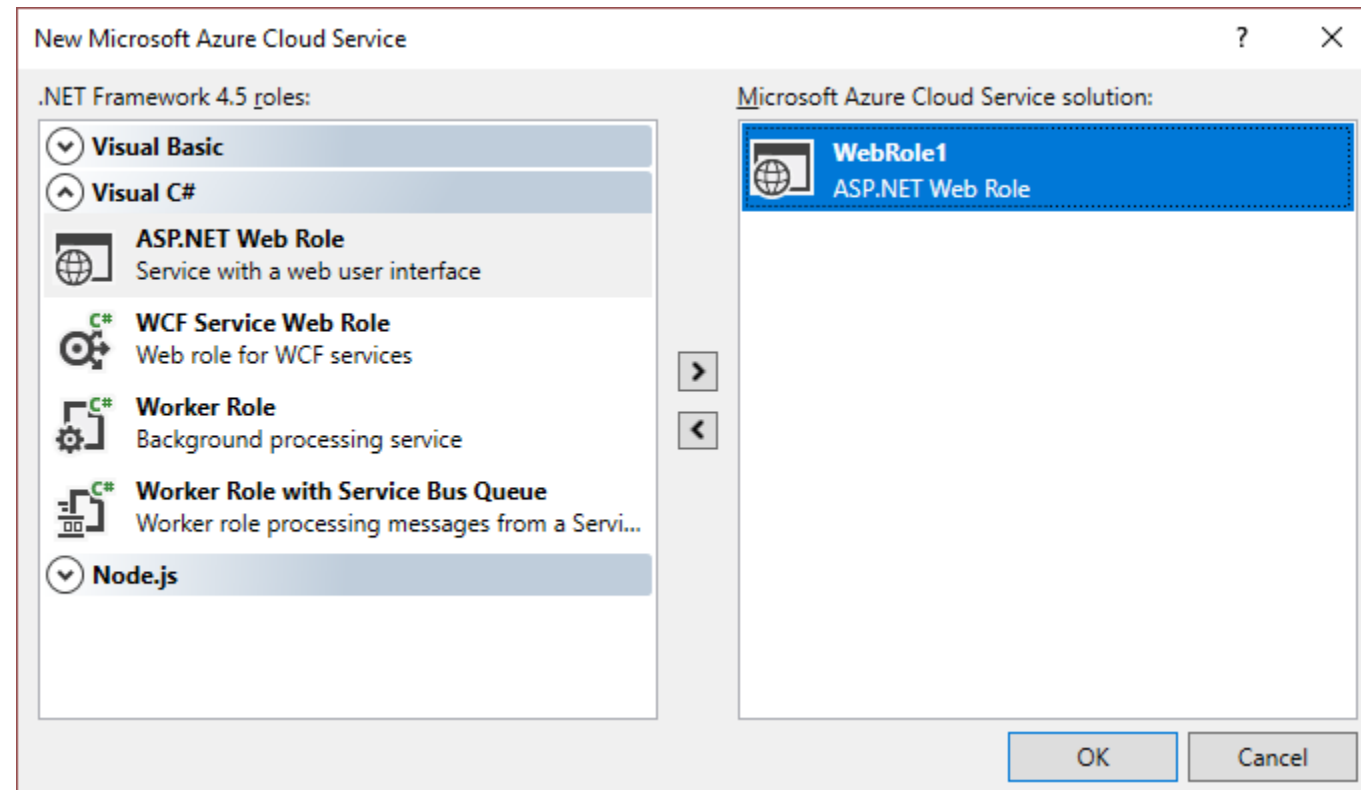 New Microsoft Azure Cloud Service
?
.NET Framework 4.5 roles:
Visual Basic
Visual C#
ASP.NET Web Role
Service with a web user interface
C#
WCF Service Web Role
Web role for WCF services
C#
Worker Role
Background processing service
C#
Worker Role with Service Bus Queue
Worker role processing messages from a Servi...
Node.js
Microsoft Azure Cloud Service solution:
WebRole1
ASP.NET Web Role
OK
Cancel